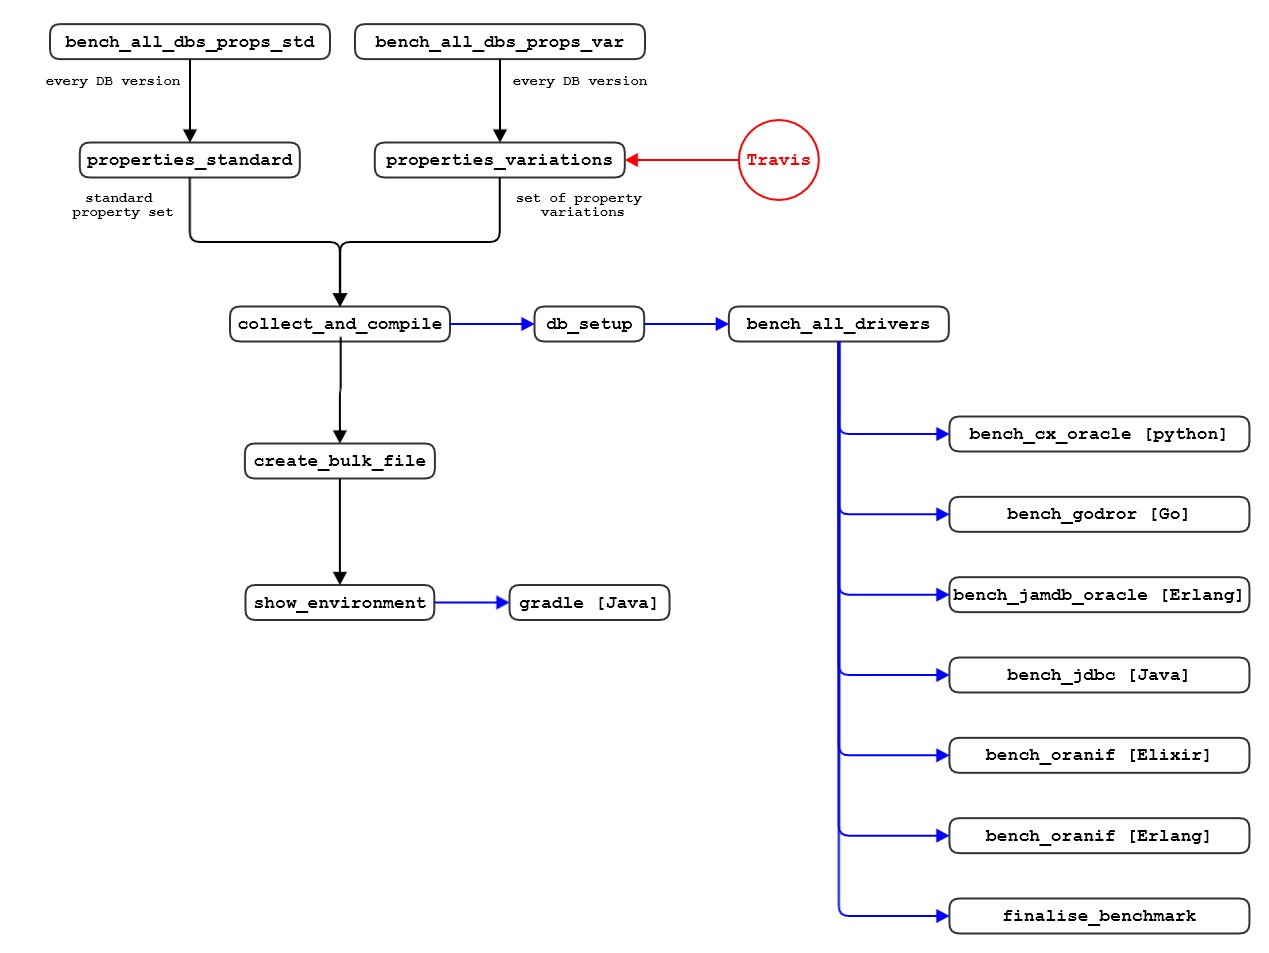 bench_all_dbs_props_std
bench_all_dbs_props_var
every DB version
every DB version
properties_standard
properties_variations
Travis
standard
property set
set of property
variations
collect_and_compile
db_setup
bench_all_drivers
bench_cx_oracle [python]
create_bulk_file
bench_godror [Go]
bench_jamdb_oracle [Erlang]
show_environment
gradle [Java]
bench_jdbc [Java]
bench_oranif [Elixir]
bench_oranif [Erlang]
finalise_benchmark